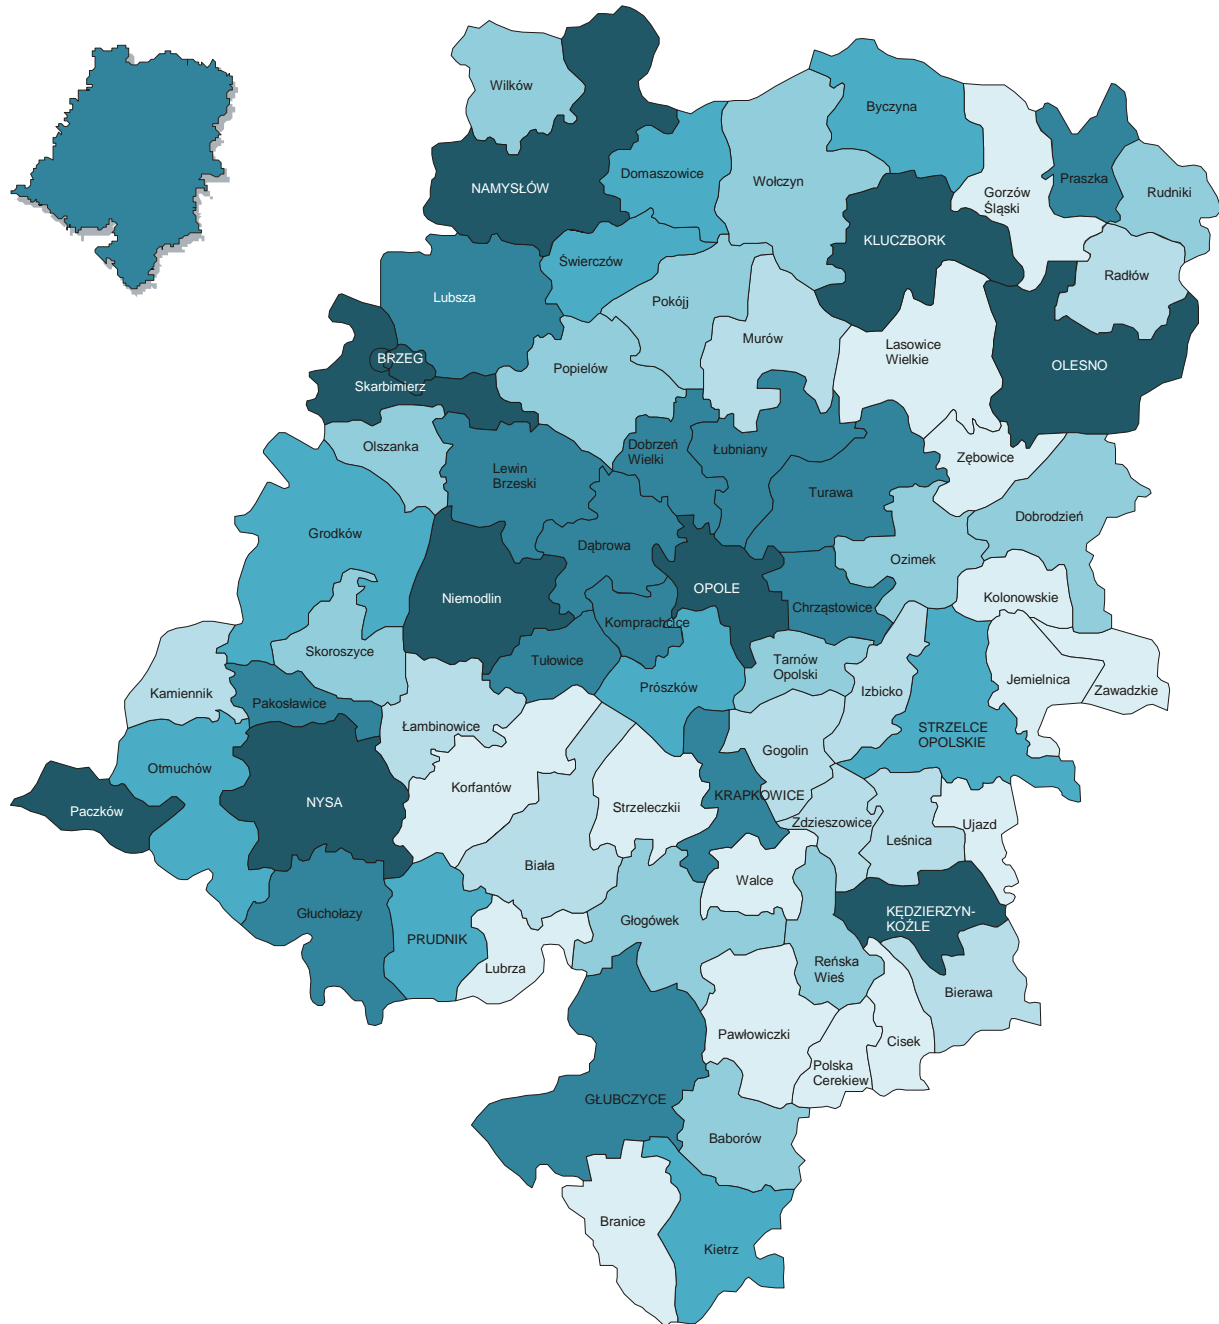 Wilków
Byczyna
NAMYSŁÓW
Domaszowice
Wołczyn
Gorzów
Śląski
Praszka
Rudniki
KLUCZBORK
Świerczów
Radłów
Lubsza
Pokójj
Murów
Lasowice
Wielkie
OLESNO
BRZEG
Skarbimierz
Popielów
Olszanka
Lewin
Brzeski
Dobrzeń
Wielki
Łubniany
Turawa
Zębowice
Dobrodzień
Grodków
Dąbrowa
Ozimek
Niemodlin
OPOLE
Chrząstowice
Kolonowskie
Komprachcice
Skoroszyce
Tułowice
Prószków
Tarnów
Opolski
Izbicko
Jemielnica
Zawadzkie
Kamiennik
Pakosławice
Łambinowice
Gogolin
STRZELCE
OPOLSKIE
Otmuchów
Korfantów
Paczków
NYSA
Strzeleczkii
KRAPKOWICE
Zdzieszowice
Leśnica
Ujazd
Biała
Walce
Głuchołazy
PRUDNIK
Głogówek
KĘDZIERZYN-
KOŹLE
Lubrza
Reńska
Wieś
Bierawa
Pawłowiczki
Cisek
Polska
Cerekiew
GŁUBCZYCE
Baborów
Branice
Kietrz